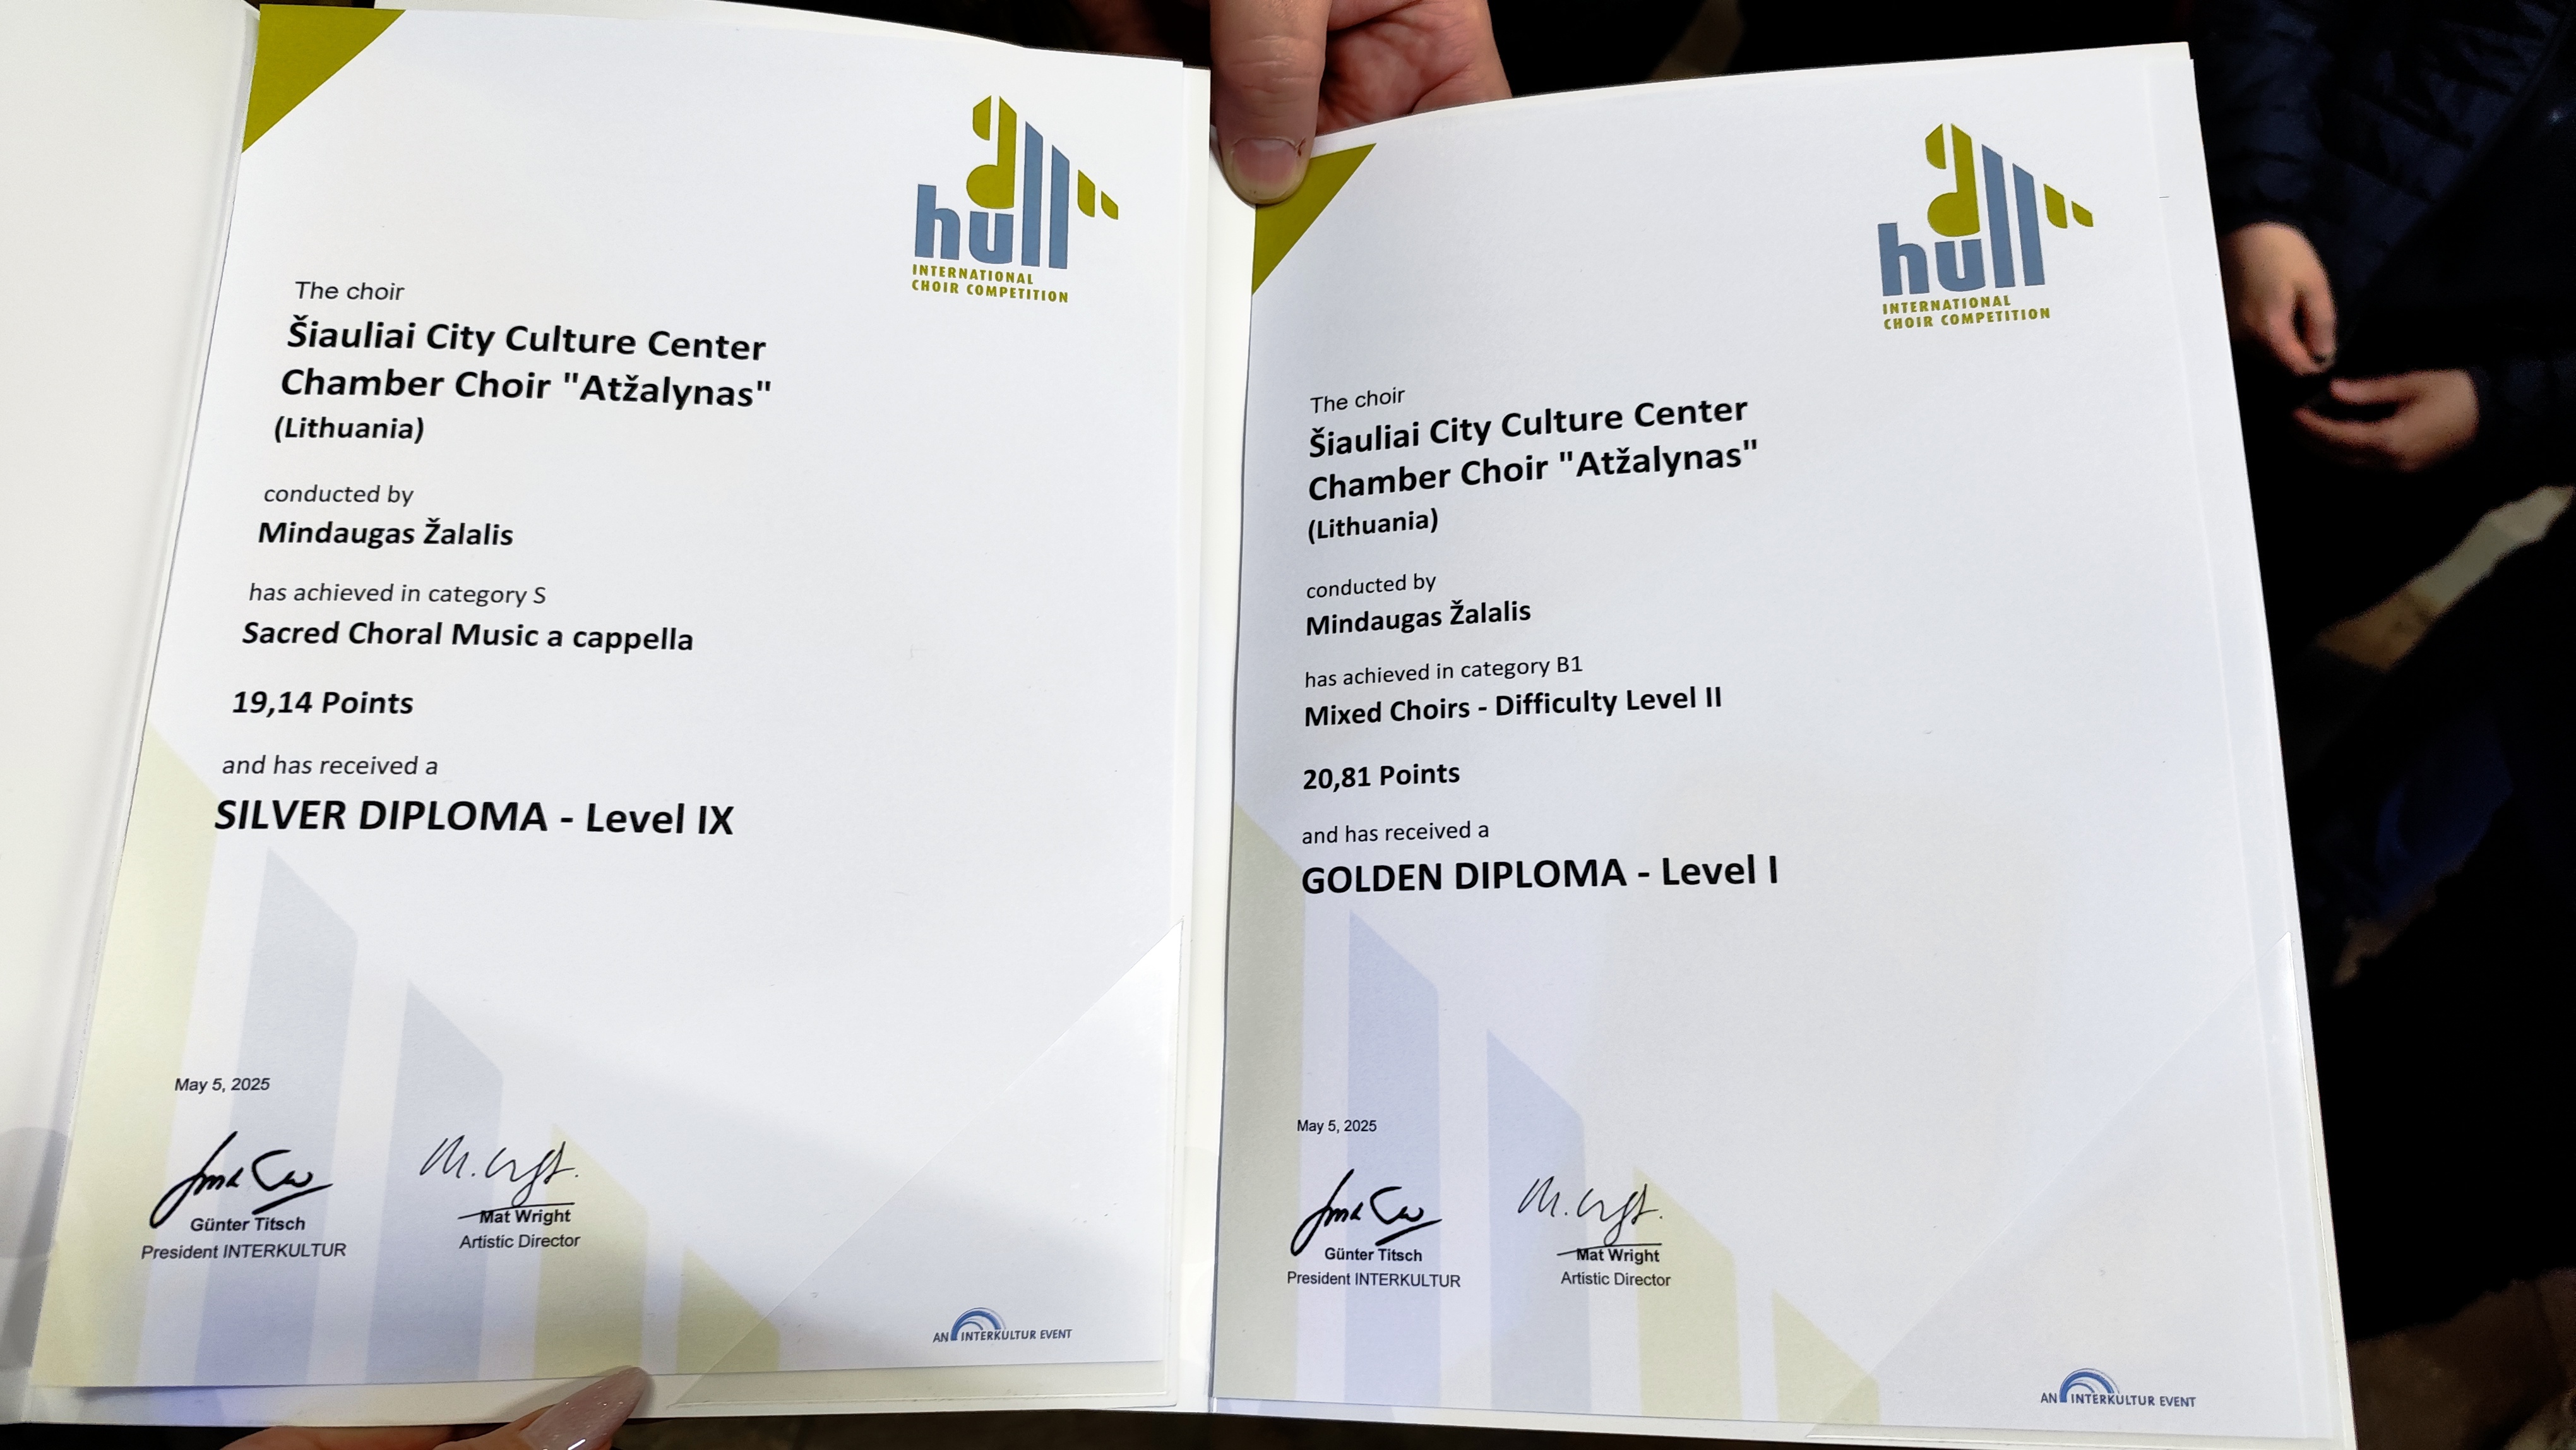 hull
INTERNATIONAL
CHOIR COMPETITION
The choir
Šiauliai City Culture Center
Chamber Choir "Atžalynas"
(Lithuania)
conducted by
Mindaugas Žalalis
has achieved in category S
Sacred Choral Music a cappella
19,14 Points
and has received a
SILVER DIPLOMA - Level IX
May 5, 2025
Günter Titsch
President INTERKULTUR
Mat Wright
Artistic Director
AN INTERKULTUR EVENT
hull
INTERNATIONAL
CHOIR COMPETITION
The choir
Šiauliai City Culture Center
Chamber Choir "Atžalynas"
(Lithuania)
conducted by
Mindaugas Žalalis
has achieved in category B1
Mixed Choirs - Difficulty Level II
20,81 Points
and has received a
GOLDEN DIPLOMA - Level I
May 5, 2025
Günter Titsch
President INTERKULTUR
Mat Wright
Artistic Director
AN INTERKULTUR EVENT